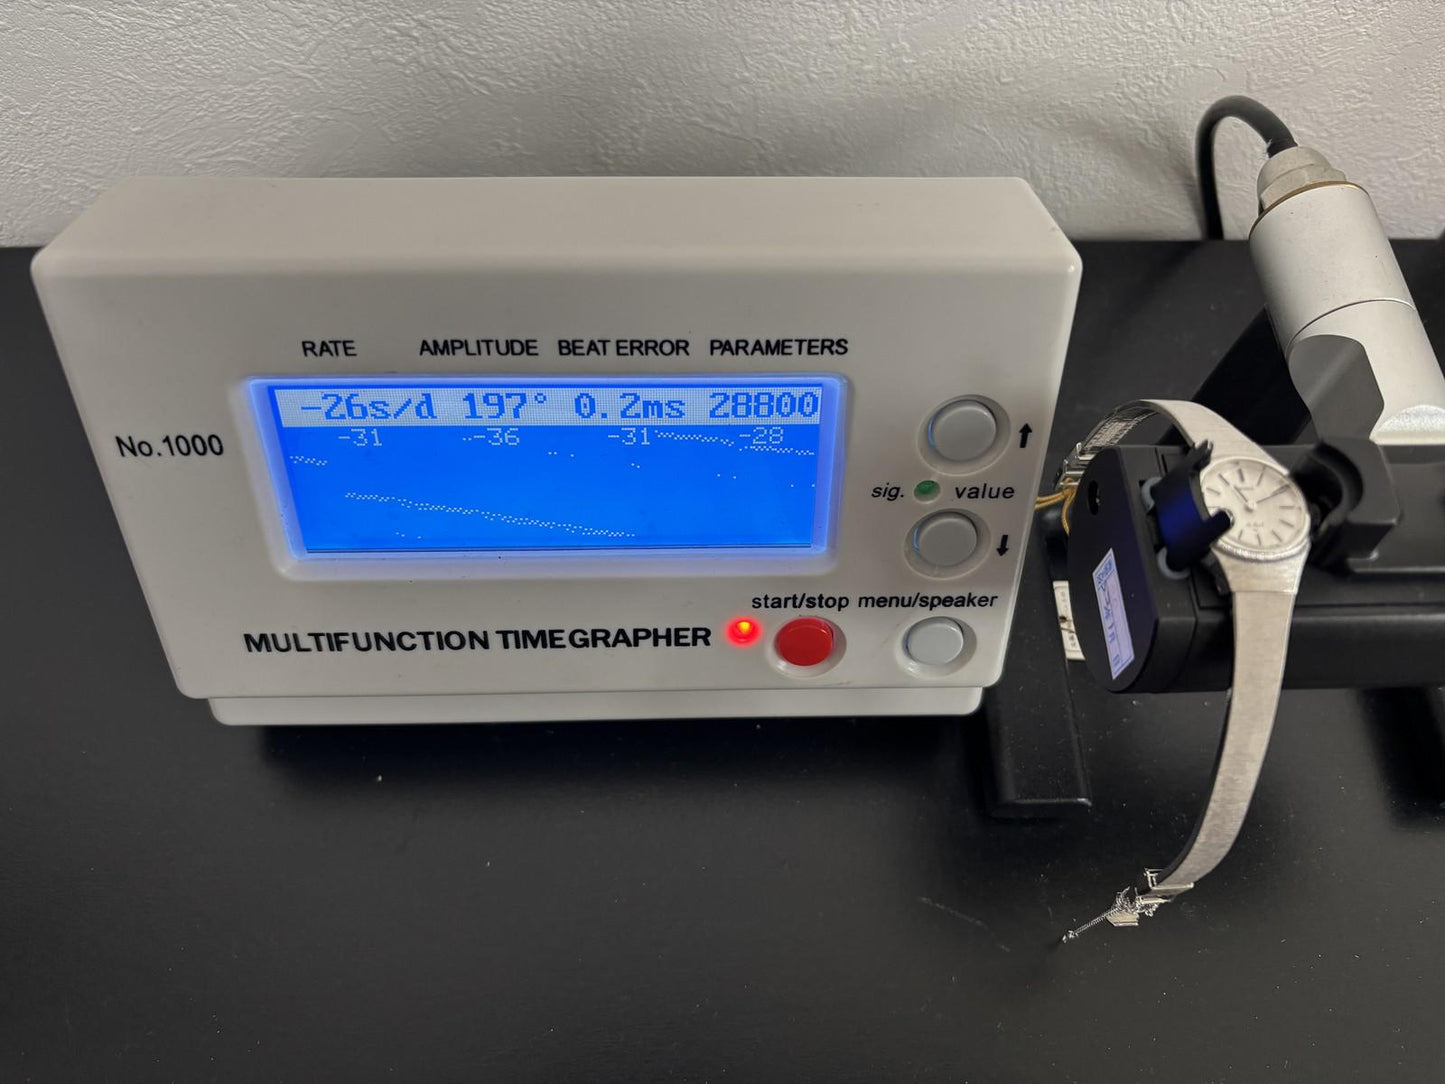 RATE AMPLITUDE BEAT ERROR PARAMETERS
-26s/d 197° 0.2ms 28800
-31 -36 -31 -28
No.1000
sig. value
start/stop menu/speaker
MULTIFUNCTION TIMEGRAPHER